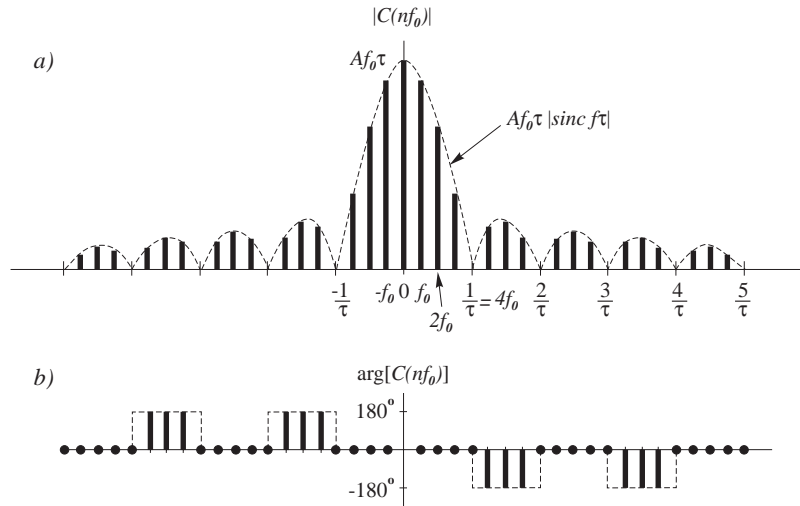 |C(nf₀)|
a)
Af₀τ
Af₀τ |sinc fτ|
-1/τ -f₀ 0 f₀ 1/τ = 4f₀ 2/τ 3/τ 4/τ 5/τ
2f₀
b)
arg[C(nf₀)]
180°
-180°